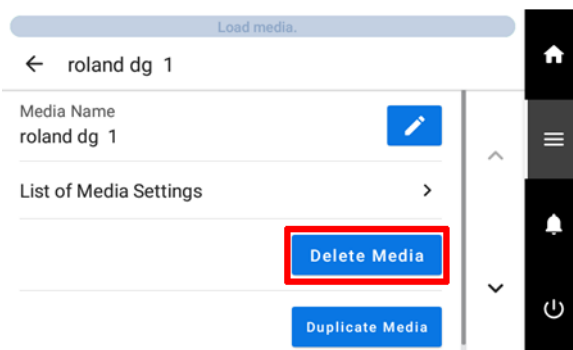 Load media.
roland dg  1
Media Name
roland dg  1
List of Media Settings
Delete Media
Duplicate Media